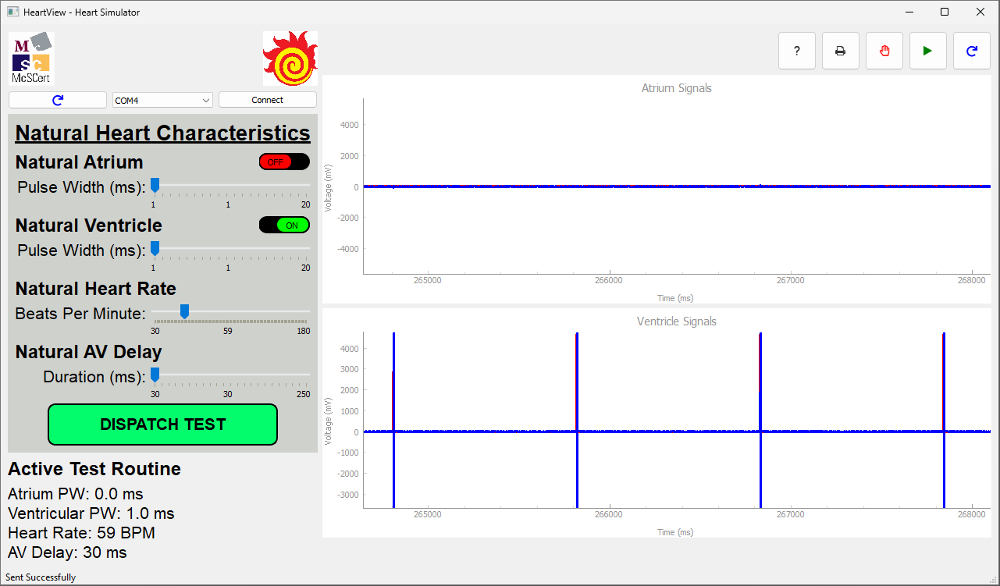 HeartView - Heart Simulator
M
SC
McSCert
?
COM4
Connect
Natural Heart Characteristics
Natural Atrium
OFF
Pulse Width (ms):
1 1 20
Natural Ventricle
ON
Pulse Width (ms):
1 1 20
Natural Heart Rate
Beats Per Minute:
30 59 180
Natural AV Delay
Duration (ms):
30 30 250
DISPATCH TEST
Active Test Routine
Atrium PW: 0.0 ms
Ventricular PW: 1.0 ms
Heart Rate: 59 BPM
AV Delay: 30 ms
Sent Successfully
Atrium Signals
Voltage (mV)
4000
2000
0
-2000
-4000
265000 266000 267000 268000
Time (ms)
Ventricle Signals
Voltage (mV)
4000
3000
2000
1000
0
-1000
-2000
-3000
265000 266000 267000 268000
Time (ms)